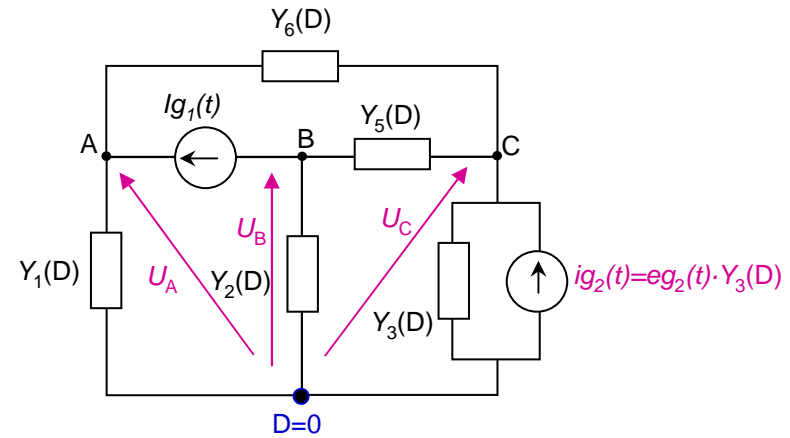 Y6(D)
Ig1(t)
Y5(D)
A
B
C
UB
UC
Y1(D)
UA
Y2(D)
ig2(t)=eg2(t)·Y3(D)
Y3(D)
D=0